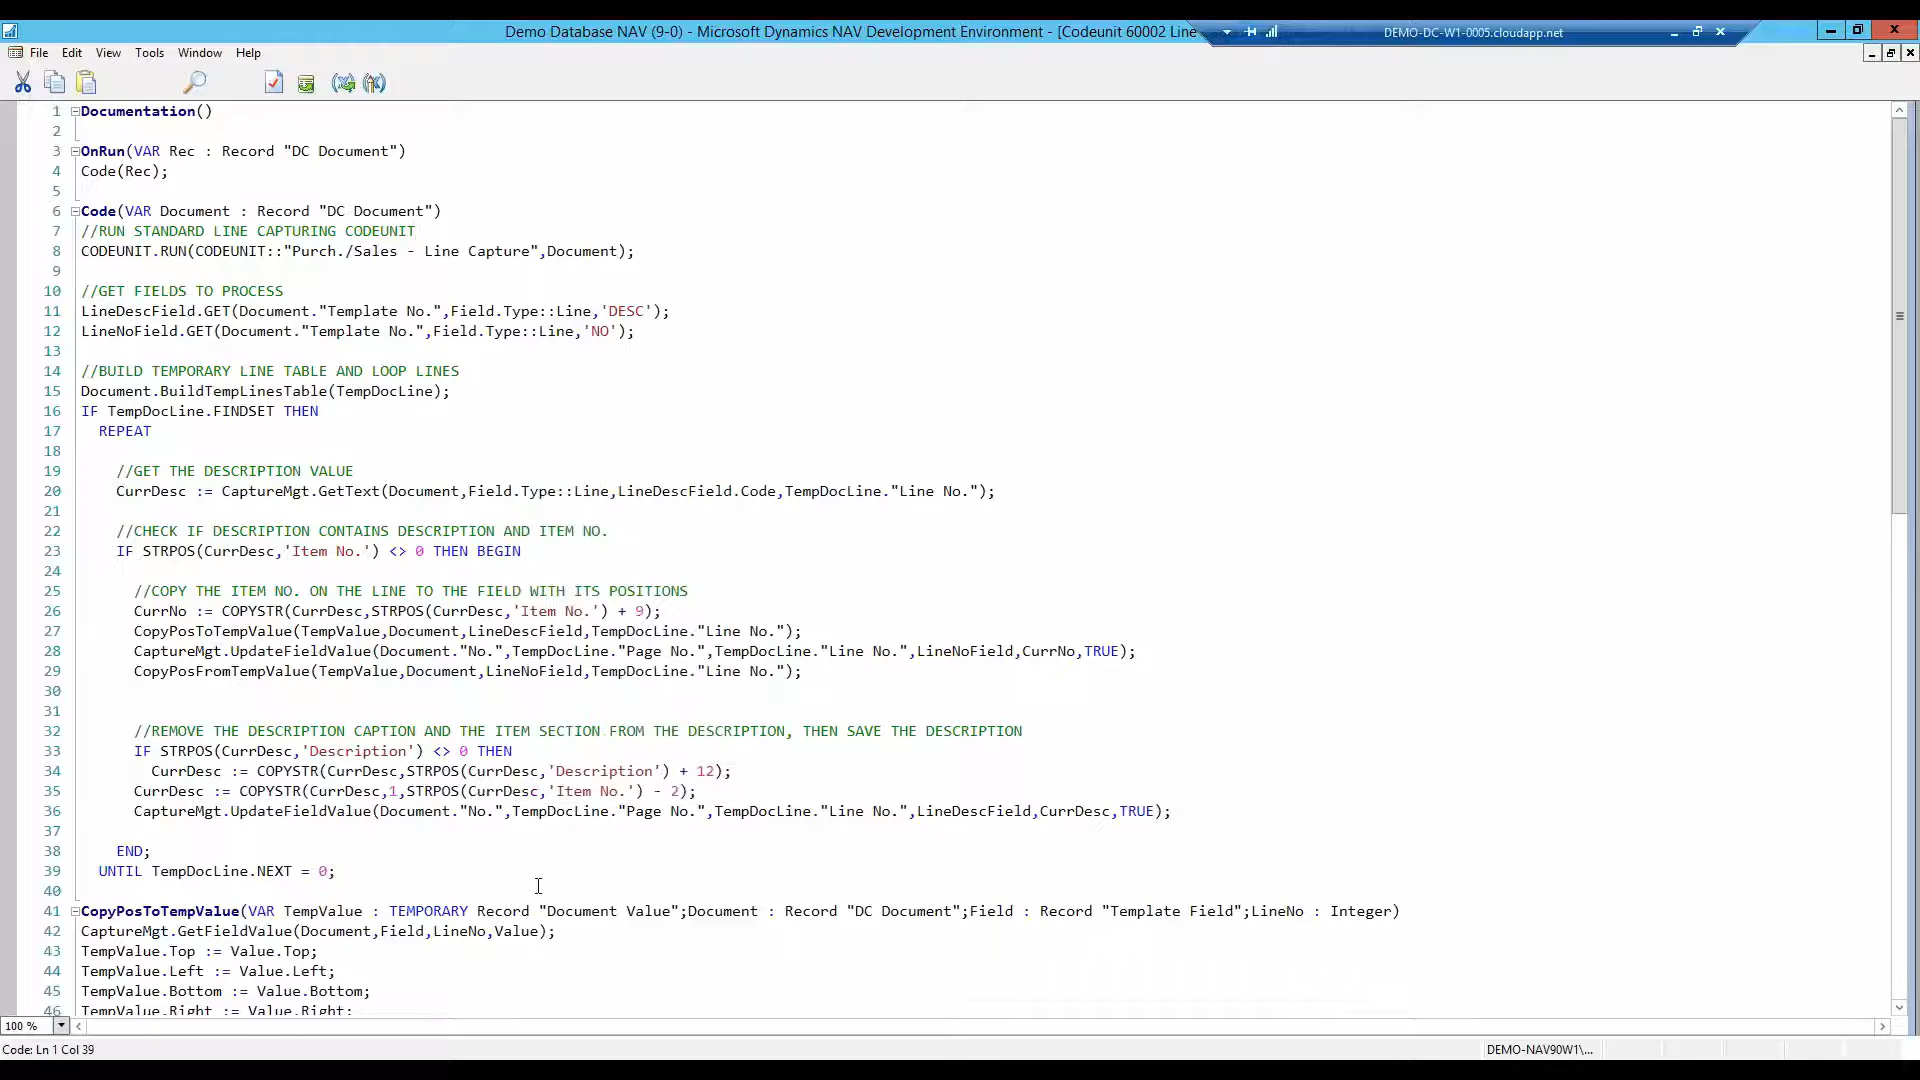 Demo Database NAV (9-0) - Microsoft Dynamics NAV Development Environment - [Codeunit 60002 Line
DEMO-DC-W1-0005.cloudapp.net
File Edit View Tools Window Help
1 Documentation()
2
3 OnRun(VAR Rec : Record "DC Document")
4 Code(Rec);
5
6 Code(VAR Document : Record "DC Document")
7 //RUN STANDARD LINE CAPTURING CODEUNIT
8 CODEUNIT.RUN(CODEUNIT::"Purch./Sales - Line Capture",Document);
9
10 //GET FIELDS TO PROCESS
11 LineDescField.GET(Document."Template No.",Field.Type::Line,'DESC');
12 LineNoField.GET(Document."Template No.",Field.Type::Line,'NO');
13
14 //BUILD TEMPORARY LINE TABLE AND LOOP LINES
15 Document.BuildTempLinesTable(TempDocLine);
16 IF TempDocLine.FINDSET THEN
17 REPEAT
18
19 //GET THE DESCRIPTION VALUE
20 CurrDesc := CaptureMgt.GetText(Document,Field.Type::Line,LineDescField.Code,TempDocLine."Line No.");
21
22 //CHECK IF DESCRIPTION CONTAINS DESCRIPTION AND ITEM NO.
23 IF STRPOS(CurrDesc,'Item No.') <> 0 THEN BEGIN
24
25 //COPY THE ITEM NO. ON THE LINE TO THE FIELD WITH ITS POSITIONS
26 CurrNo := COPYSTR(CurrDesc,STRPOS(CurrDesc,'Item No.') + 9);
27 CopyPosToTempValue(TempValue,Document,LineDescField,TempDocLine."Line No.");
28 CaptureMgt.UpdateFieldValue(Document."No.",TempDocLine."Page No.",TempDocLine."Line No.",LineNoField,CurrNo,TRUE);
29 CopyPosFromTempValue(TempValue,Document,LineNoField,TempDocLine."Line No.");
30
31
32 //REMOVE THE DESCRIPTION CAPTION AND THE ITEM SECTION FROM THE DESCRIPTION, THEN SAVE THE DESCRIPTION
33 IF STRPOS(CurrDesc,'Description') <> 0 THEN
34 CurrDesc := COPYSTR(CurrDesc,STRPOS(CurrDesc,'Description') + 12);
35 CurrDesc := COPYSTR(CurrDesc,1,STRPOS(CurrDesc,'Item No.') - 2);
36 CaptureMgt.UpdateFieldValue(Document."No.",TempDocLine."Page No.",TempDocLine."Line No.",LineDescField,CurrDesc,TRUE);
37
38 END;
39 UNTIL TempDocLine.NEXT = 0;
40
41 CopyPosToTempValue(VAR TempValue : TEMPORARY Record "Document Value";Document : Record "DC Document";Field : Record "Template Field";LineNo : Integer)
42 CaptureMgt.GetFieldValue(Document,Field,LineNo,Value);
43 TempValue.Top := Value.Top;
44 TempValue.Left := Value.Left;
45 TempValue.Bottom := Value.Bottom;
46 TempValue.Right := Value.Right;
100 %
Code: Ln 1 Col 39
DEMO-NAV90W1\...